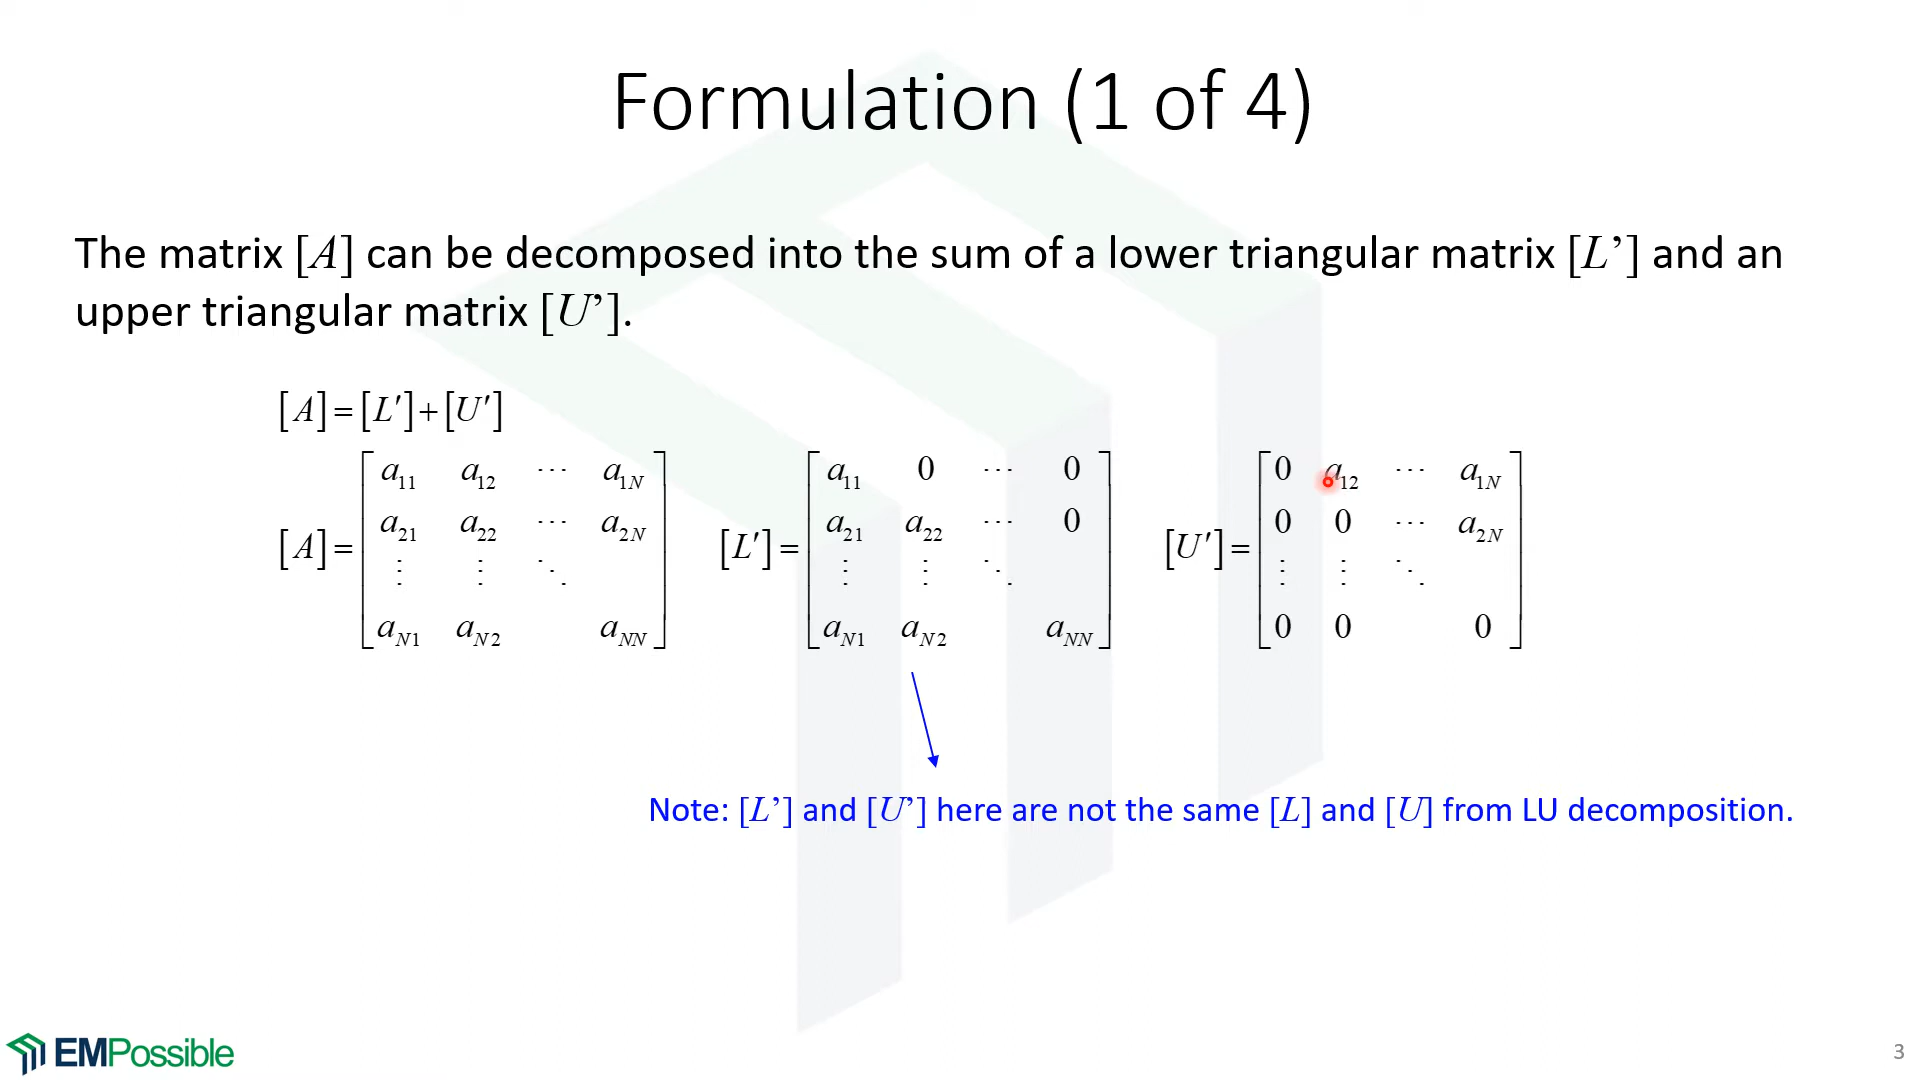 Formulation (1 of 4)
The matrix [A] can be decomposed into the sum of a lower triangular matrix [L’] and an
upper triangular matrix [U’].
[A]=[L′]+[U′]
[A]= [ a11 a12 ⋯ a1N
a21 a22 ⋯ a2N
⋮ ⋮ ⋱
aN1 aN2 aNN ]
[L′]= [ a11 0 ⋯ 0
a21 a22 ⋯ 0
⋮ ⋮ ⋱
aN1 aN2 aNN ]
[U′]= [ 0 a12 ⋯ a1N
0 0 ⋯ a2N
⋮ ⋮ ⋱
0 0 0 ]
Note: [L’] and [U’] here are not the same [L] and [U] from LU decomposition.
EMPossible
3